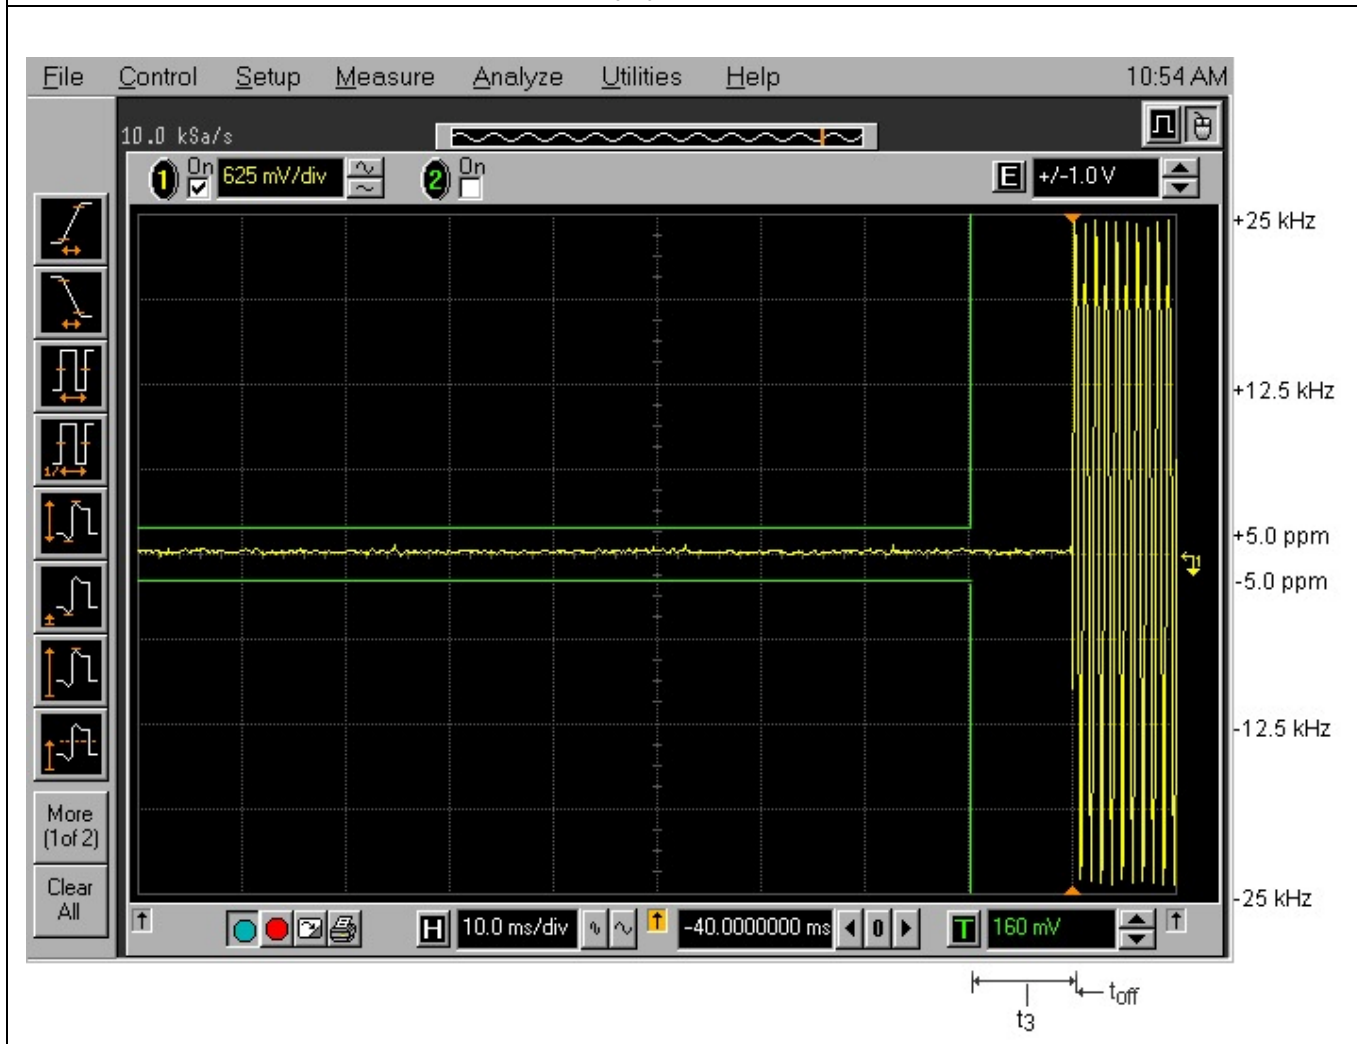 File Control Setup Measure Analyze Utilities Help 10:54 AM
10.0 kSa/s
1 On 625 mV/div 2 On E +/-1.0 V
+25 kHz
+12.5 kHz
+5.0 ppm
-5.0 ppm
-12.5 kHz
-25 kHz
More
(1of 2)
Clear
All
H 10.0 ms/div -40.0000000 ms 0 T 160 mV
toff
t3